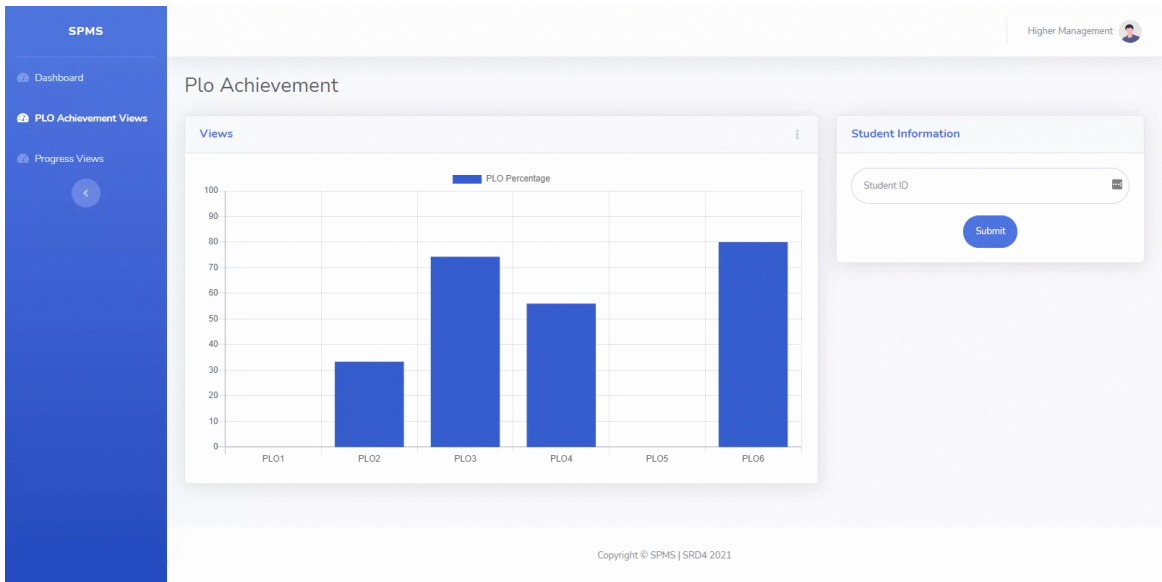 SPMS
Higher Management
Dashboard
PLO Achievement Views
Progress Views
Plo Achievement
Views
PLO Percentage
100
90
80
70
60
50
40
30
20
10
0
PLO1 PLO2 PLO3 PLO4 PLO5 PLO6
Student Information
Student ID
Submit
Copyright © SPMS | SRD4 2021